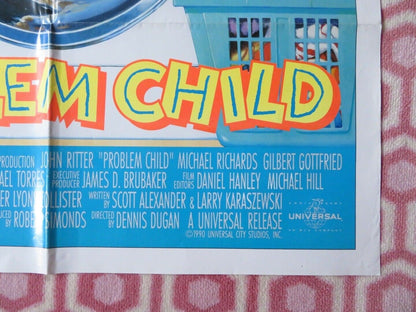 LEM CHILD
PRODUCTION JOHN RITTER "PROBLEM CHILD" MICHAEL RICHARDS GILBERT GOTTFRIED
AEL TORRES EXECUTIVE PRODUCER JAMES D. BRUBAKER FILM EDITORS DANIEL HANLEY MICHAEL HILL
ER LYON HOLLISTER WRITTEN BY SCOTT ALEXANDER & LARRY KARASZEWSKI
UCED BY ROBERT SIMONDS DIRECTED BY DENNIS DUGAN A UNIVERSAL RELEASE
©1990 UNIVERSAL CITY STUDIOS, INC.
UNIVERSAL